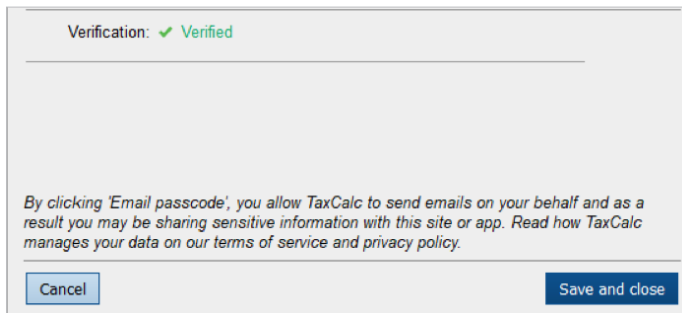 Verification: ✔ Verified
By clicking 'Email passcode', you allow TaxCalc to send emails on your behalf and as a
result you may be sharing sensitive information with this site or app. Read how TaxCalc
manages your data on our terms of service and privacy policy.
Cancel Save and close